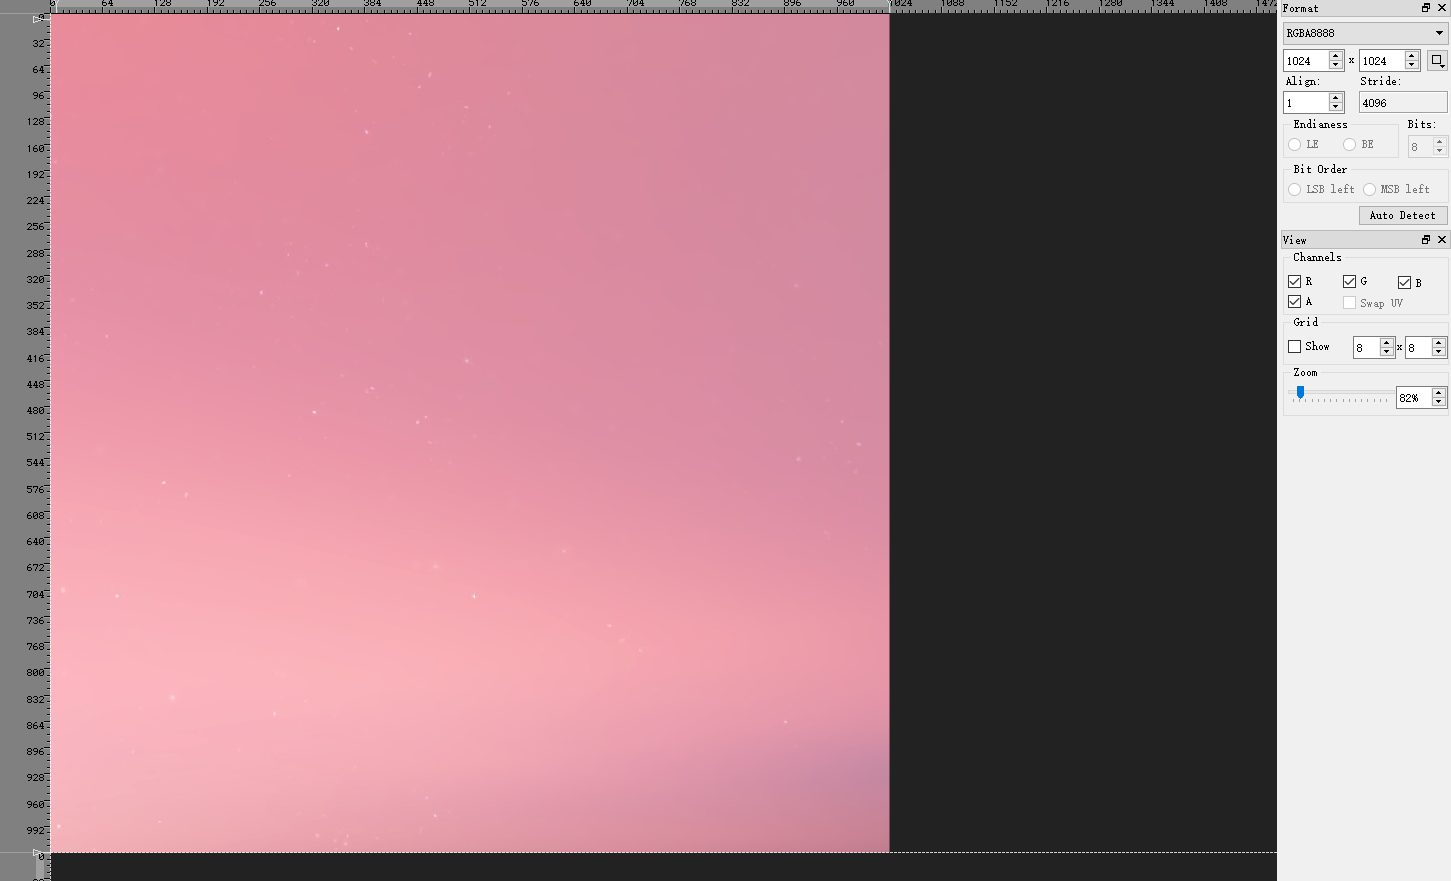 0 64 128 192 256 320 384 448 512 576 640 704 768 832 896 960 1024 1088 1152 1216 1280 1344 1408 1472
0
32
64
96
128
160
192
224
256
288
320
352
384
416
448
480
512
544
576
608
640
672
704
736
768
800
832
864
896
928
960
992
0
Format
RGBA8888
1024 x 1024
Align: Stride:
1 4096
Endianess Bits:
LE BE 8
Bit Order
LSB left MSB left
Auto Detect
View
Channels
R G B
A Swap UV
Grid
Show 8 x 8
Zoom
82%